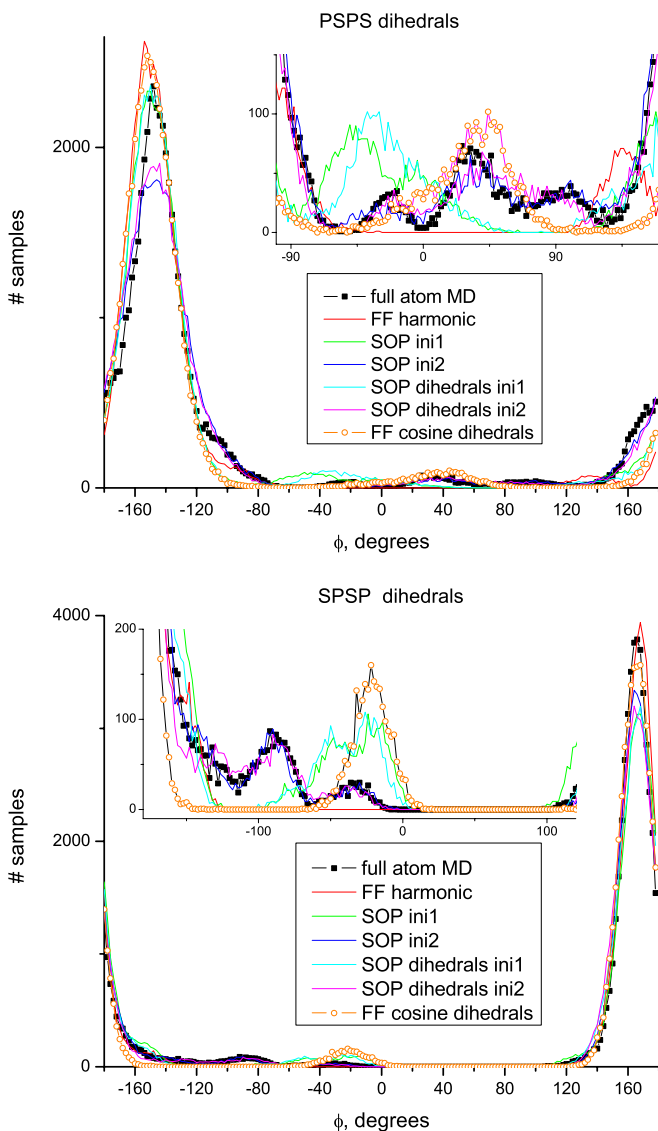 PSPS dihedrals
# samples
2000
0
-160 -120 -80 -40 0 40 80 120 160
ϕ, degrees
100
0
-90 0 90
full atom MD
FF harmonic
SOP ini1
SOP ini2
SOP dihedrals ini1
SOP dihedrals ini2
FF cosine dihedrals
SPSP dihedrals
# samples
4000
2000
0
-160 -120 -80 -40 0 40 80 120 160
ϕ, degrees
200
100
0
-100 0 100
full atom MD
FF harmonic
SOP ini1
SOP ini2
SOP dihedrals ini1
SOP dihedrals ini2
FF cosine dihedrals